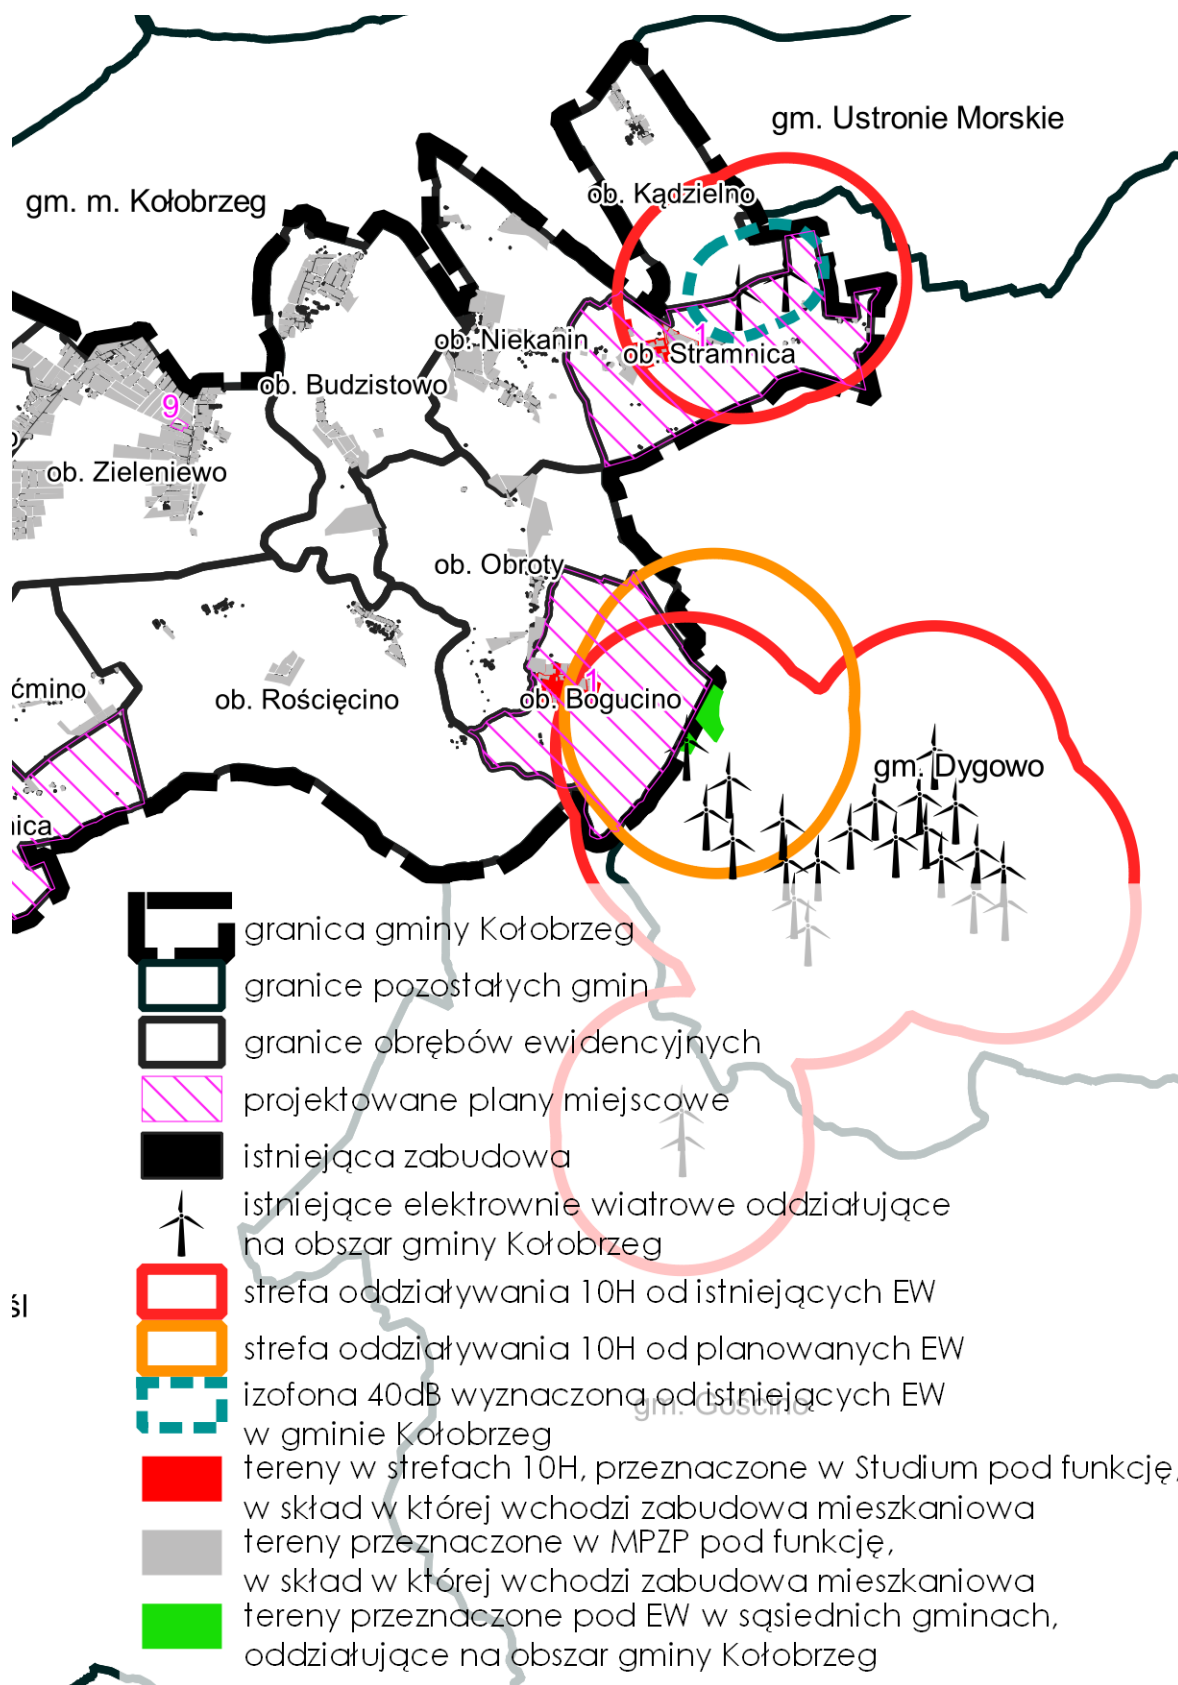 gm. Ustronie Morskie
ob. Kądzielno
gm. m. Kołobrzeg
ob. Niekanin
1
ob. Stramnica
ob. Budzistowo
9
ob. Zieleniewo
ob. Obroty
ćmino
ob. Rościęcino
1
ob. Bogucino
gm. Dygowo
nica
granica gminy Kołobrzeg
granice pozostałych gmin
granice obrębów ewidencyjnych
projektowane plany miejscowe
istniejąca zabudowa
istniejące elektrownie wiatrowe oddziałujące
na obszar gminy Kołobrzeg
strefa oddziaływania 10H od istniejących EW
śl
strefa oddziaływania 10H od planowanych EW
izofona 40dB wyznaczona od istniejących EW
gm. Gościno
w gminie Kołobrzeg
tereny w strefach 10H, przeznaczone w Studium pod funkcję,
w skład w której wchodzi zabudowa mieszkaniowa
tereny przeznaczone w MPZP pod funkcję,
w skład w której wchodzi zabudowa mieszkaniowa
tereny przeznaczone pod EW w sąsiednich gminach,
oddziałujące na obszar gminy Kołobrzeg